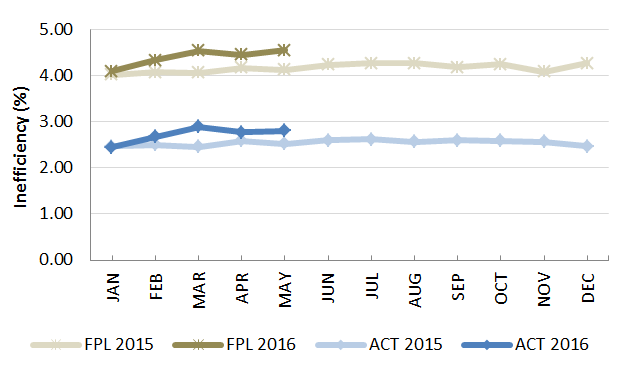 5.00
4.00
3.00
2.00
1.00
0.00
Inefficiency (%)
JAN FEB MAR APR MAY JUN JUL AUG SEP OCT NOV DEC
FPL 2015 FPL 2016 ACT 2015 ACT 2016